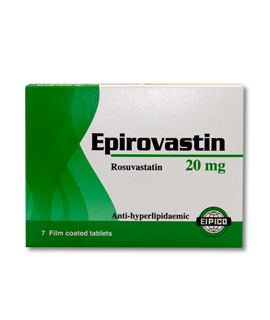 Epirovastin
Rosuvastatin 20 mg
Anti-hyperlipidaemic
EIPICO
7 Film coated tablets